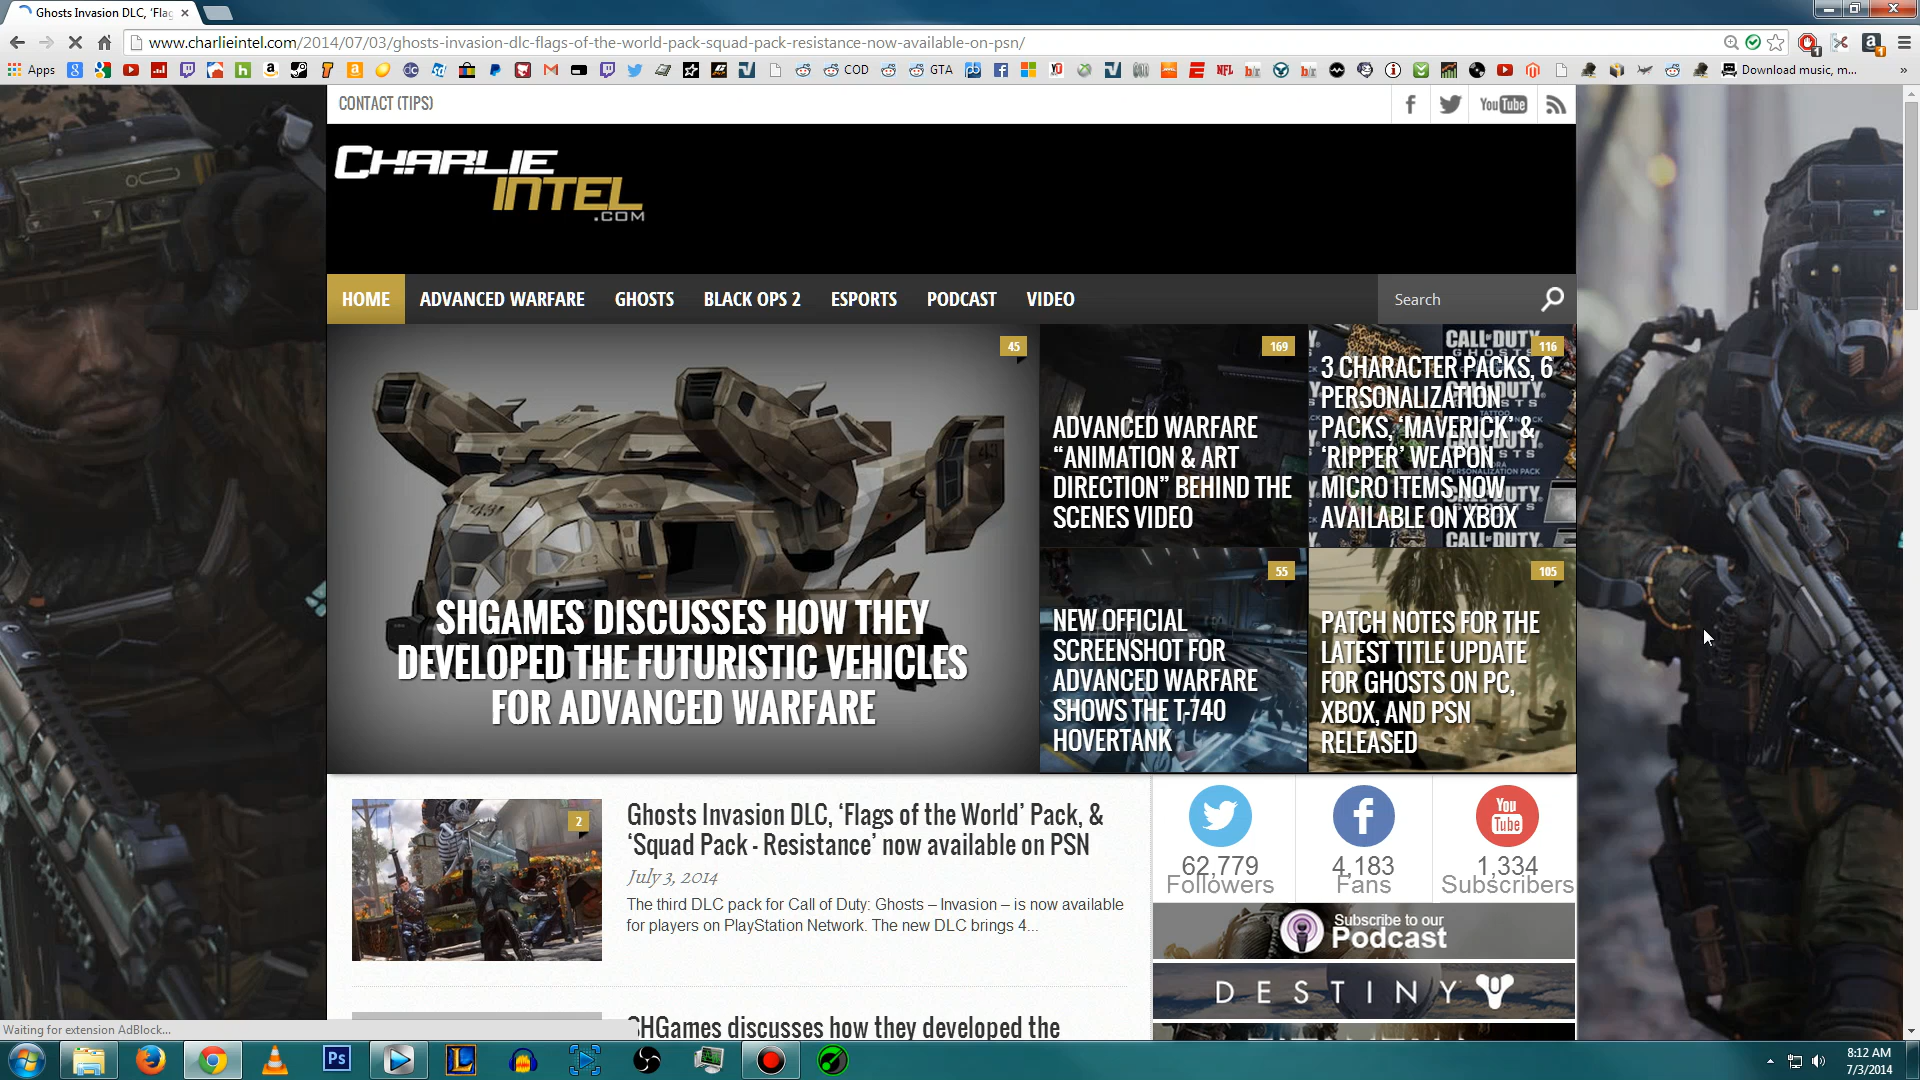 Ghosts Invasion DLC, ‘Flag
www.charlieintel.com/2014/07/03/ghosts-invasion-dlc-flags-of-the-world-pack-squad-pack-resistance-now-available-on-psn/
Apps
COD
GTA
Download music, m...
CONTACT (TIPS)
You Tube
CHARLIE
INTEL
.COM
HOME
ADVANCED WARFARE
GHOSTS
BLACK OPS 2
ESPORTS
PODCAST
VIDEO
Search
45
SHGAMES DISCUSSES HOW THEY
DEVELOPED THE FUTURISTIC VEHICLES
FOR ADVANCED WARFARE
169
ADVANCED WARFARE
“ANIMATION & ART
DIRECTION” BEHIND THE
SCENES VIDEO
116
3 CHARACTER PACKS, 6
PERSONALIZATION
PACKS, ‘MAVERICK’ &
‘RIPPER’ WEAPON
MICRO ITEMS NOW
AVAILABLE ON XBOX
55
NEW OFFICIAL
SCREENSHOT FOR
ADVANCED WARFARE
SHOWS THE T-740
HOVERTANK
105
PATCH NOTES FOR THE
LATEST TITLE UPDATE
FOR GHOSTS ON PC,
XBOX, AND PSN
RELEASED
2
Ghosts Invasion DLC, ‘Flags of the World’ Pack, &
‘Squad Pack - Resistance’ now available on PSN
July 3, 2014
The third DLC pack for Call of Duty: Ghosts – Invasion – is now available
for players on PlayStation Network. The new DLC brings 4...
SHGames discusses how they developed the
62,779
Followers
4,183
Fans
You Tube
1,334
Subscribers
Subscribe to our
Podcast
DESTINY
Waiting for extension AdBlock...
Ps
8:12 AM
7/3/2014